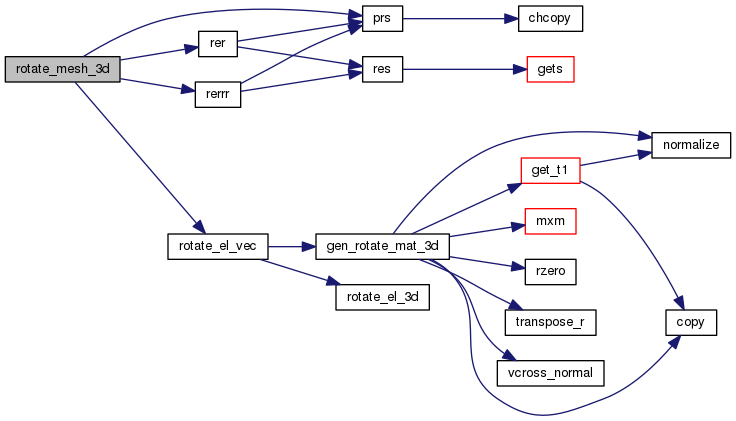 prs
chcopy
rer
rotate_mesh_3d
res
gets
rerrr
normalize
get_t1
mxm
rotate_el_vec
gen_rotate_mat_3d
rzero
rotate_el_3d
transpose_r
copy
vcross_normal